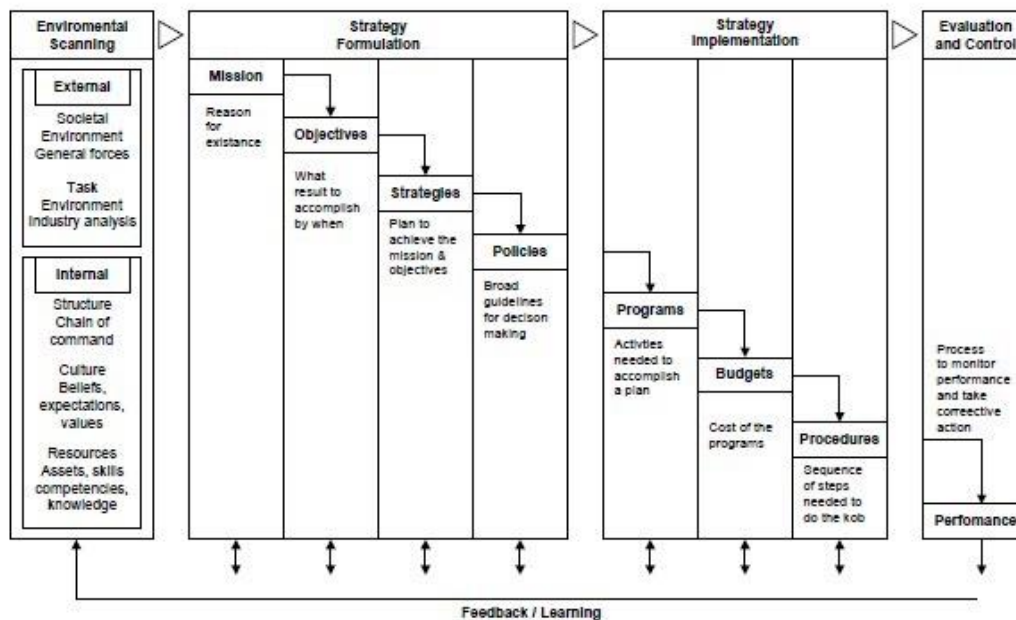 Enviromental
Scanning
External
Societal
Environment
General forces
Task
Environment
Industry analysis
Internal
Structure
Chain of
command
Culture
Beliefs,
expectations,
values
Resources
Assets, skills
competencies,
knowledge
Strategy
Formulation
Mission
Reason
for
existance
Objectives
What
result to
accomplish
by when
Strategies
Plan to
achieve the
mission &
objectives
Policies
Broad
guidelines
for decison
making
Strategy
Implementation
Programs
Activties
needed to
accomplish
a plan
Budgets
Cost of the
programs
Procedures
Sequence
of steps
needed to
do the kob
Evaluation
and Control
Process
to monitor
performance
and take
correective
action
Perfomance
Feedback / Learning